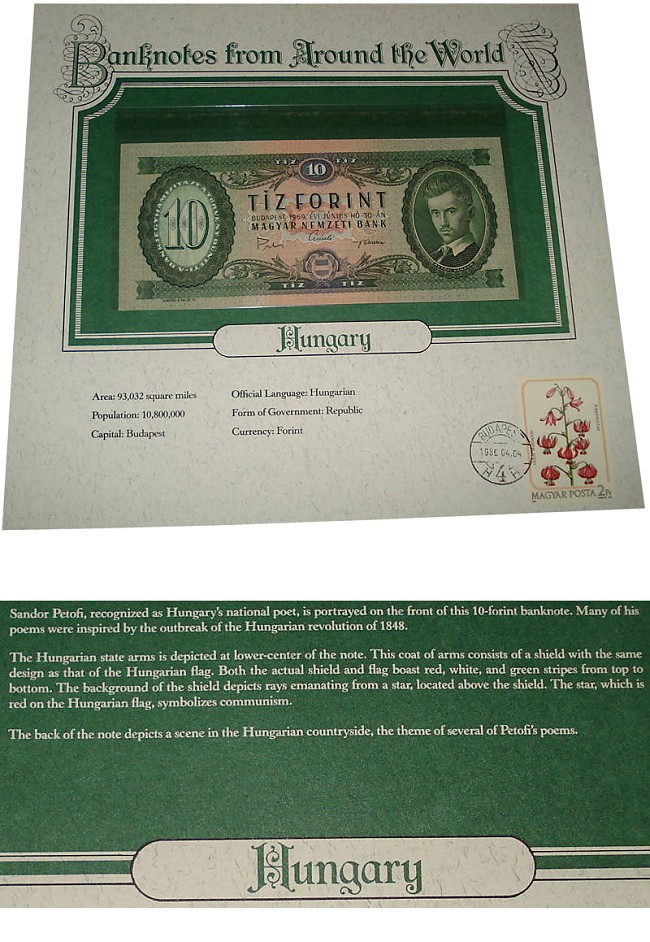 Banknotes from Around the World
TÍZ 10 TÍZ
10
TÍZ FORINT
BUDAPEST 1969. ÉVI JÚNIUS HÓ 30-ÁN
MAGYAR NEMZETI BANK
TÍZ TÍZ
Hungary
Area: 93,032 square miles
Population: 10,800,000
Capital: Budapest
Official Language: Hungarian
Form of Government: Republic
Currency: Forint
BUDAPEST
1986.04.04
4
MAGYAR POSTA 2Ft
Sandor Petofi, recognized as Hungary's national poet, is portrayed on the front of this 10-forint banknote. Many of his
poems were inspired by the outbreak of the Hungarian revolution of 1848.
The Hungarian state arms is depicted at lower-center of the note. This coat of arms consists of a shield with the same
design as that of the Hungarian flag. Both the actual shield and flag boast red, white, and green stripes from top to
bottom. The background of the shield depicts rays emanating from a star, located above the shield. The star, which is
red on the Hungarian flag, symbolizes communism.
The back of the note depicts a scene in the Hungarian countryside, the theme of several of Petofi's poems.
Hungary